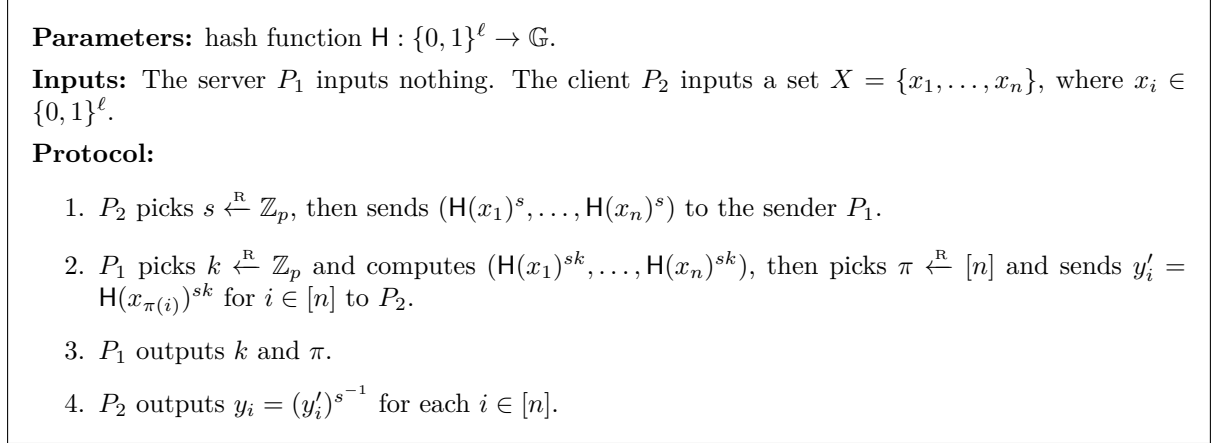 Parameters: hash function H : {0, 1}^ℓ → 𝔾.
Inputs: The server P₁ inputs nothing. The client P₂ inputs a set X = {x₁, . . . , xₙ}, where xᵢ ∈
{0, 1}^ℓ.
Protocol:
1. P₂ picks s ←^R ℤₚ, then sends (H(x₁)^s, . . . , H(xₙ)^s) to the sender P₁.
2. P₁ picks k ←^R ℤₚ and computes (H(x₁)^{sk}, . . . , H(xₙ)^{sk}), then picks π ←^R [n] and sends y′ᵢ =
H(x_{π(i)})^{sk} for i ∈ [n] to P₂.
3. P₁ outputs k and π.
4. P₂ outputs yᵢ = (y′ᵢ)^{s^{−1}} for each i ∈ [n].